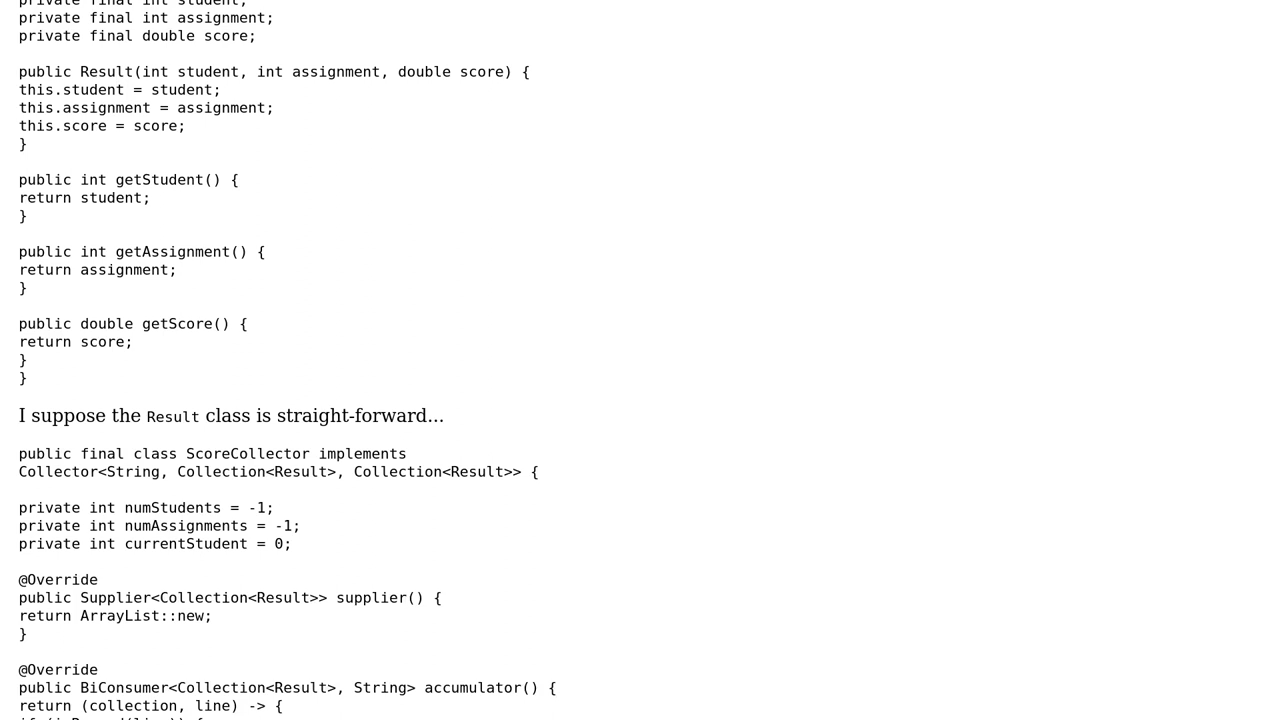 private final int student;
private final int assignment;
private final double score;
public Result(int student, int assignment, double score) {
this.student = student;
this.assignment = assignment;
this.score = score;
}
public int getStudent() {
return student;
}
public int getAssignment() {
return assignment;
}
public double getScore() {
return score;
}
}
I suppose the Result class is straight-forward...
public final class ScoreCollector implements
Collector<String, Collection<Result>, Collection<Result>> {
private int numStudents = -1;
private int numAssignments = -1;
private int currentStudent = 0;
@Override
public Supplier<Collection<Result>> supplier() {
return ArrayList::new;
}
@Override
public BiConsumer<Collection<Result>, String> accumulator() {
return (collection, line) -> {